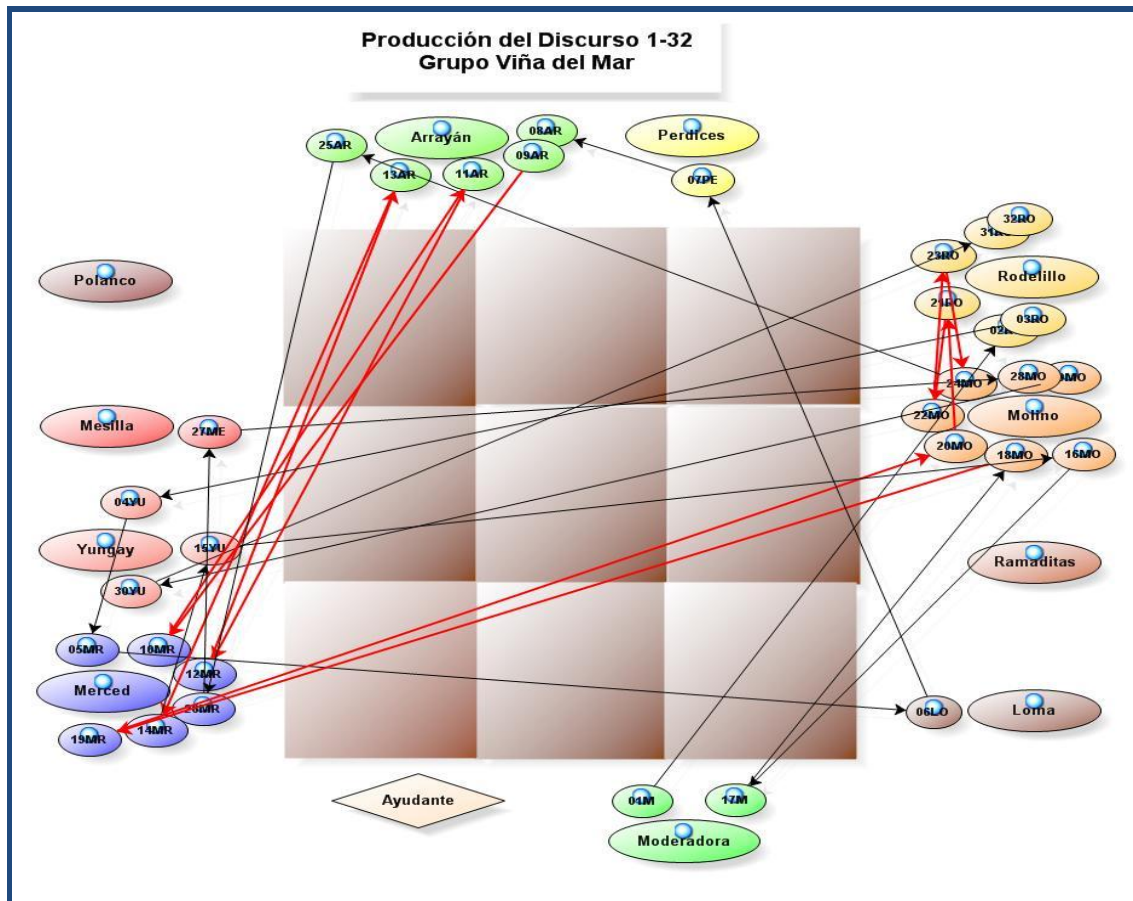 Producción del Discurso 1-32
Grupo Viña del Mar
08AR
Arrayán
Perdices
25AR
09AR
13AR
11AR
07PE
32RO
23RO
Polanco
Rodelillo
21RO
03RO
24MO
28MO
22MO
Mesilla
27ME
Molino
20MO
18MO
16MO
04YU
Yungay
15YU
Ramaditas
30YU
05MR
10MR
12MR
Merced
26MR
06LO
Loma
14MR
19MR
Ayudante
01M
17M
Moderadora